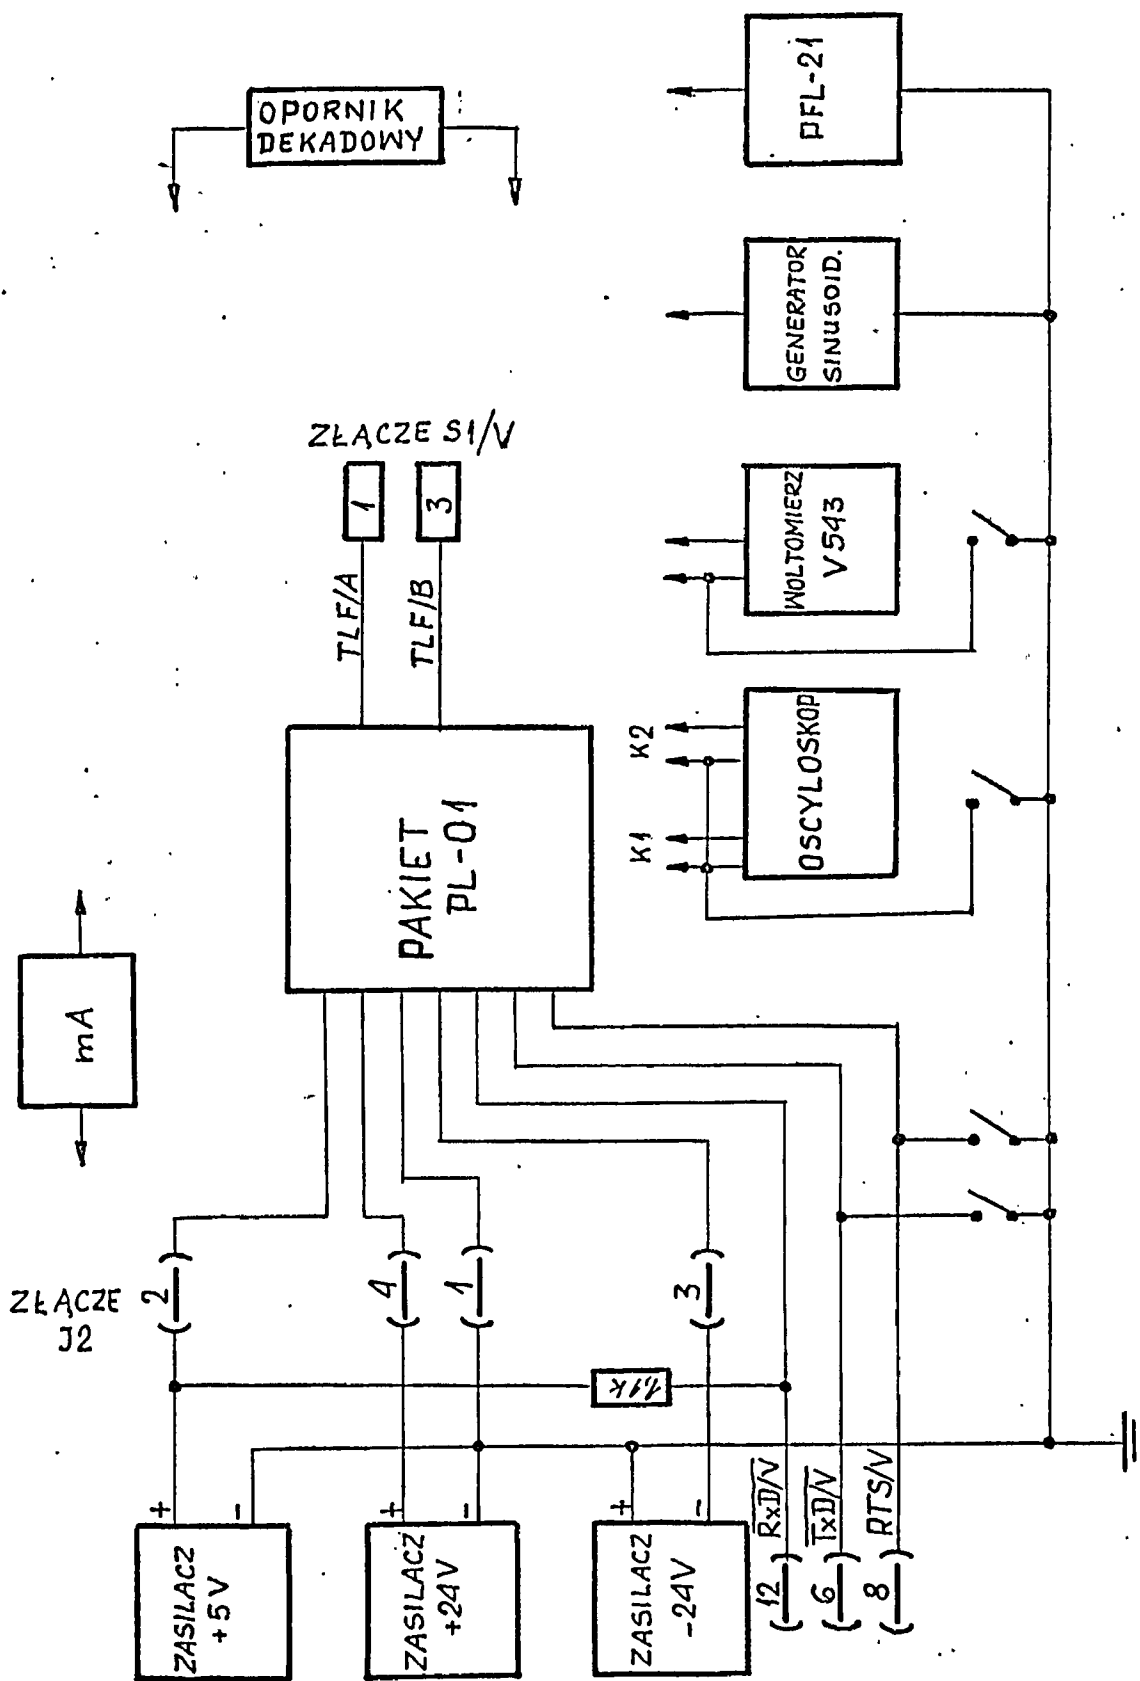 OPORNIK
DEKADOWY
PFL-21
GENERATOR
SINUSOID.
ZŁĄCZE S1/V
1
3
WOLTOMIERZ
V543
TLF/A
TLF/B
K2
K1
OSCYLOSKOP
PAKIET
PL-01
mA
ZŁĄCZE
J2
2
4
1
3
1,1k
+
-
+
-
+
-
RxD/V
TxD/V
RTS/V
12
6
8
ZASILACZ
+5V
ZASILACZ
+24V
ZASILACZ
-24V